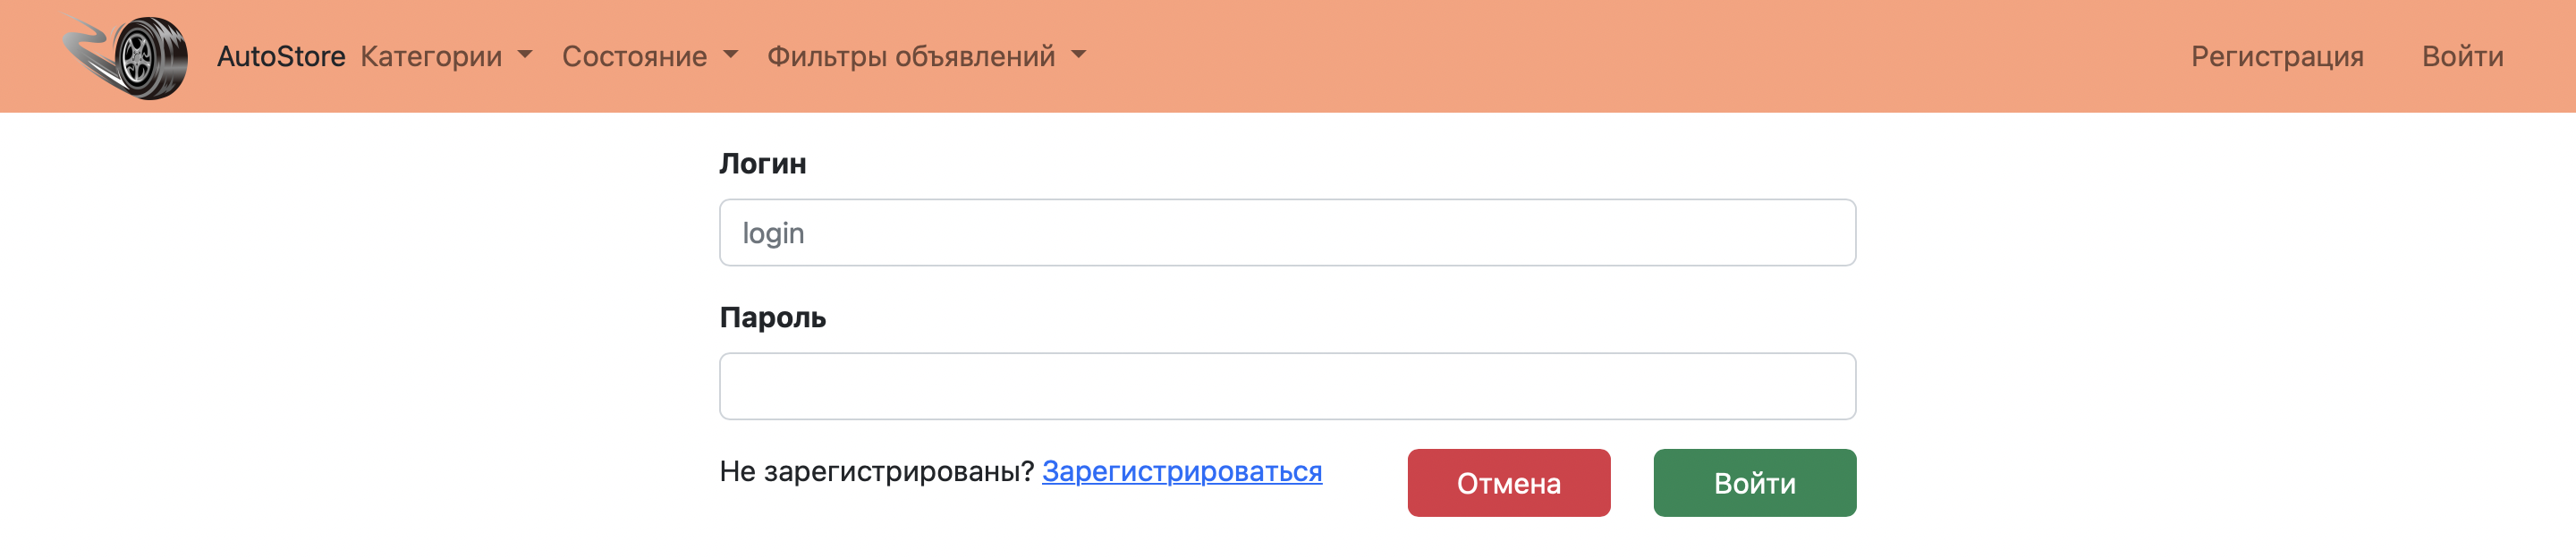 AutoStore Категории Состояние Фильтры объявлений Регистрация Войти
Логин
login
Пароль
Не зарегистрированы? Зарегистрироваться Отмена Войти